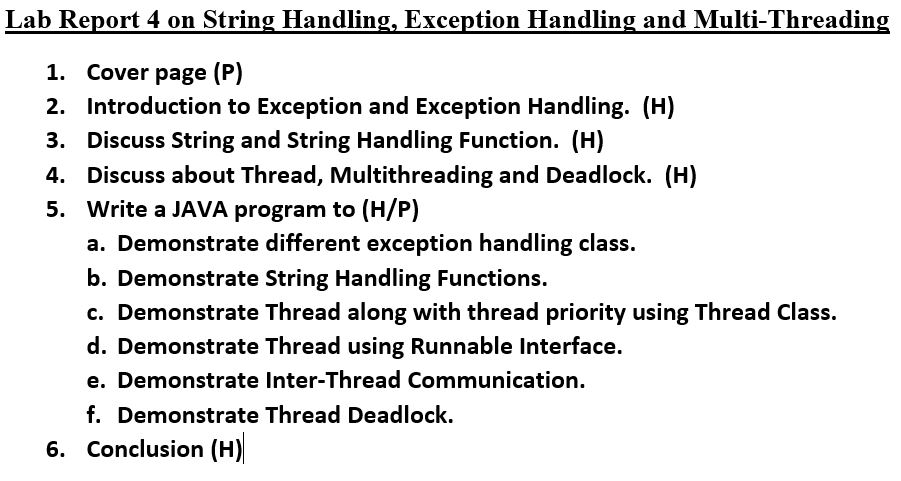 Lab Report 4 on String Handling, Exception Handling and Multi-Threading
1. Cover page (P)
2. Introduction to Exception and Exception Handling. (H)
3. Discuss String and String Handling Function. (H)
4. Discuss about Thread, Multithreading and Deadlock. (H)
5. Write a JAVA program to (H/P)
a. Demonstrate different exception handling class.
b. Demonstrate String Handling Functions.
c. Demonstrate Thread along with thread priority using Thread Class.
d. Demonstrate Thread using Runnable Interface.
e. Demonstrate Inter-Thread Communication.
f. Demonstrate Thread Deadlock.
6. Conclusion (H)